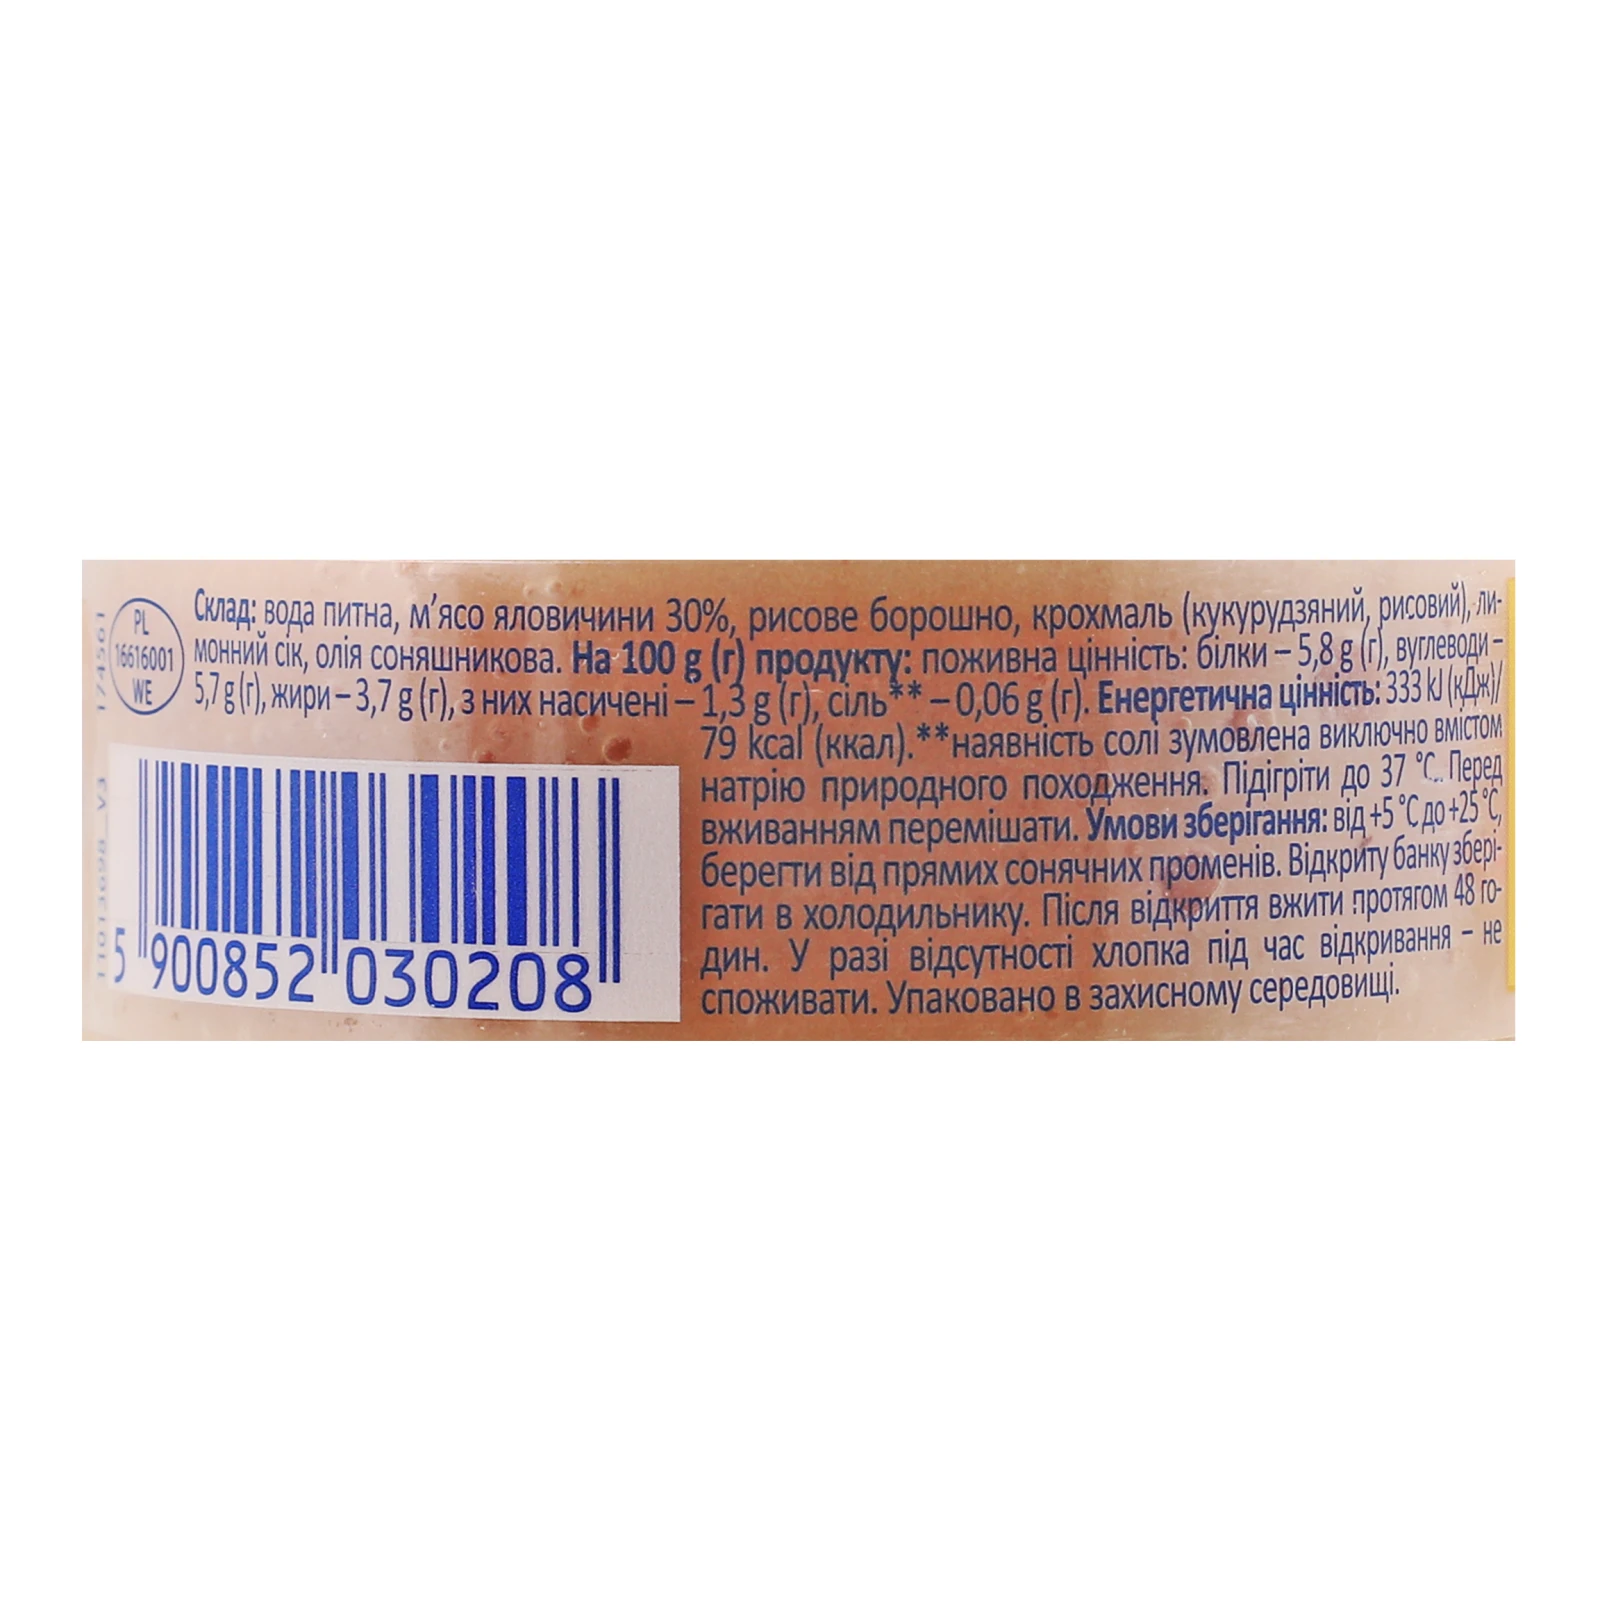 PL
16616001
WE
Склад: вода питна, м'ясо яловичини 30%, рисове борошно, крохмаль (кукурудзяний, рисовий), ли-
монний сік, олія соняшникова. На 100 g (г) продукту: поживна цінність: білки – 5,8 g (г), вуглеводи –
5,7 g (г), жири – 3,7 g (г), з них насичені – 1,3 g (г), сіль** – 0,06 g (г). Енергетична цінність: 333 kJ (кДж)/
79 kcal (ккал). **наявність солі зумовлена виключно вмістом
натрію природного походження. Підігріти до 37 °C. Перед
вживанням перемішати. Умови зберігання: від +5 °C до +25 °C,
берегти від прямих сонячних променів. Відкриту банку збері-
гати в холодильнику. Після відкриття вжити протягом 48 го-
дин. У разі відсутності хлопка під час відкривання – не
споживати. Упаковано в захисному середовищі.
5 900852 030208
174561